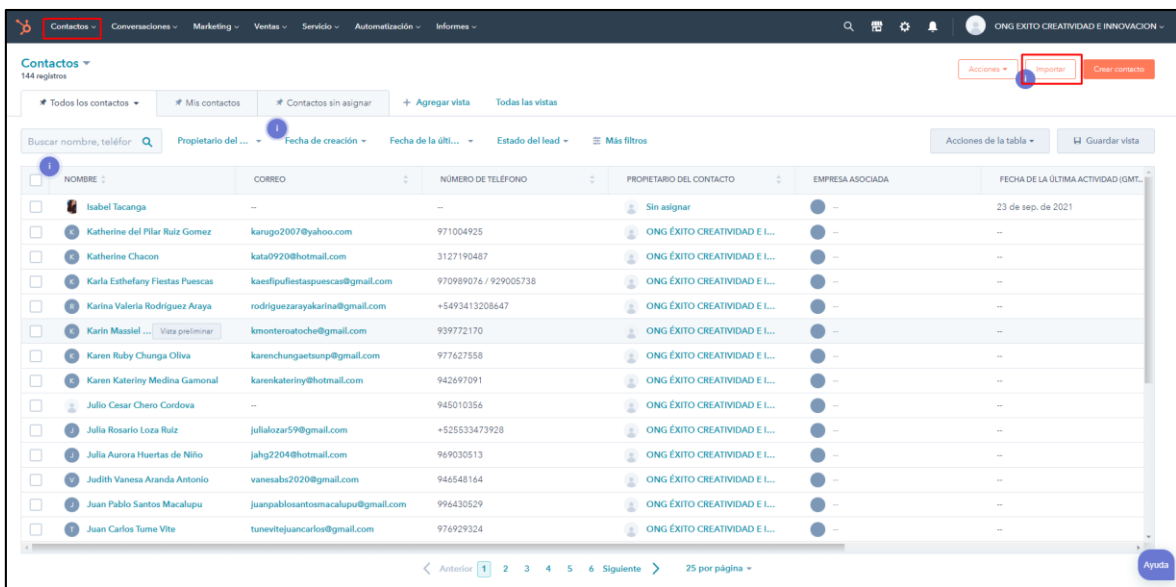 Contactos Conversaciones Marketing Ventas Servicio Automatización Informes ONG EXITO CREATIVIDAD E INNOVACION
Contactos
144 registros
Acciones Importar Crear contacto
Todos los contactos Mis contactos Contactos sin asignar + Agregar vista Todas las vistas
Buscar nombre, teléfor Propietario del ... Fecha de creación Fecha de la últi... Estado del lead Más filtros Acciones de la tabla Guardar vista
NOMBRE CORREO NÚMERO DE TELÉFONO PROPIETARIO DEL CONTACTO EMPRESA ASOCIADA FECHA DE LA ÚLTIMA ACTIVIDAD (GMT...
Isabel Tacanga -- -- Sin asignar -- 23 de sep. de 2021
K Katherine del Pilar Ruiz Gomez karugo2007@yahoo.com 971004925 ONG ÉXITO CREATIVIDAD E I... -- --
K Katherine Chacon kata0920@hotmail.com 3127190487 ONG ÉXITO CREATIVIDAD E I... -- --
K Karla Esthefany Fiestas Puescas kaesfipufiestaspuescas@gmail.com 970989076 / 929005738 ONG ÉXITO CREATIVIDAD E I... -- --
R Karina Valeria Rodríguez Araya rodriguezarayakarina@gmail.com +5493413208647 ONG ÉXITO CREATIVIDAD E I... -- --
K Karin Massiel ... Vista preliminar kmonteroatoche@gmail.com 939772170 ONG ÉXITO CREATIVIDAD E I... -- --
K Karen Ruby Chunga Oliva karenchungaetsunp@gmail.com 977627558 ONG ÉXITO CREATIVIDAD E I... -- --
K Karen Kateriny Medina Gamonal karenkateriny@hotmail.com 942697091 ONG ÉXITO CREATIVIDAD E I... -- --
Julio Cesar Chero Cordova -- 945010356 ONG ÉXITO CREATIVIDAD E I... -- --
J Julia Rosario Loza Ruiz julialozar59@gmail.com +525533473928 ONG ÉXITO CREATIVIDAD E I... -- --
J Julia Aurora Huertas de Niño jahg2204@hotmail.com 969030513 ONG ÉXITO CREATIVIDAD E I... -- --
V Judith Vanesa Aranda Antonio vanesabs2020@gmail.com 946548164 ONG ÉXITO CREATIVIDAD E I... -- --
J Juan Pablo Santos Macalupu juanpablosantosmacalupu@gmail.com 996430529 ONG ÉXITO CREATIVIDAD E I... -- --
T Juan Carlos Tume Vite tunevitejuancarlos@gmail.com 976929324 ONG ÉXITO CREATIVIDAD E I... -- --
Anterior 1 2 3 4 5 6 Siguiente 25 por página
Ayuda